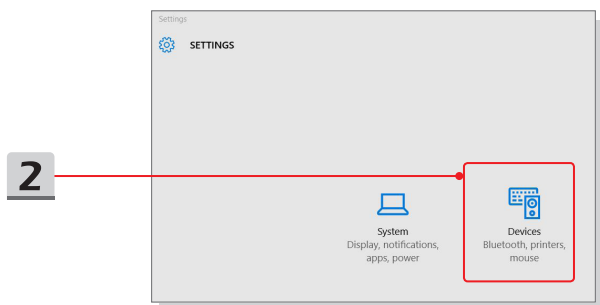 Settings
SETTINGS
2
System
Display, notifications,
apps, power
Devices
Bluetooth, printers,
mouse